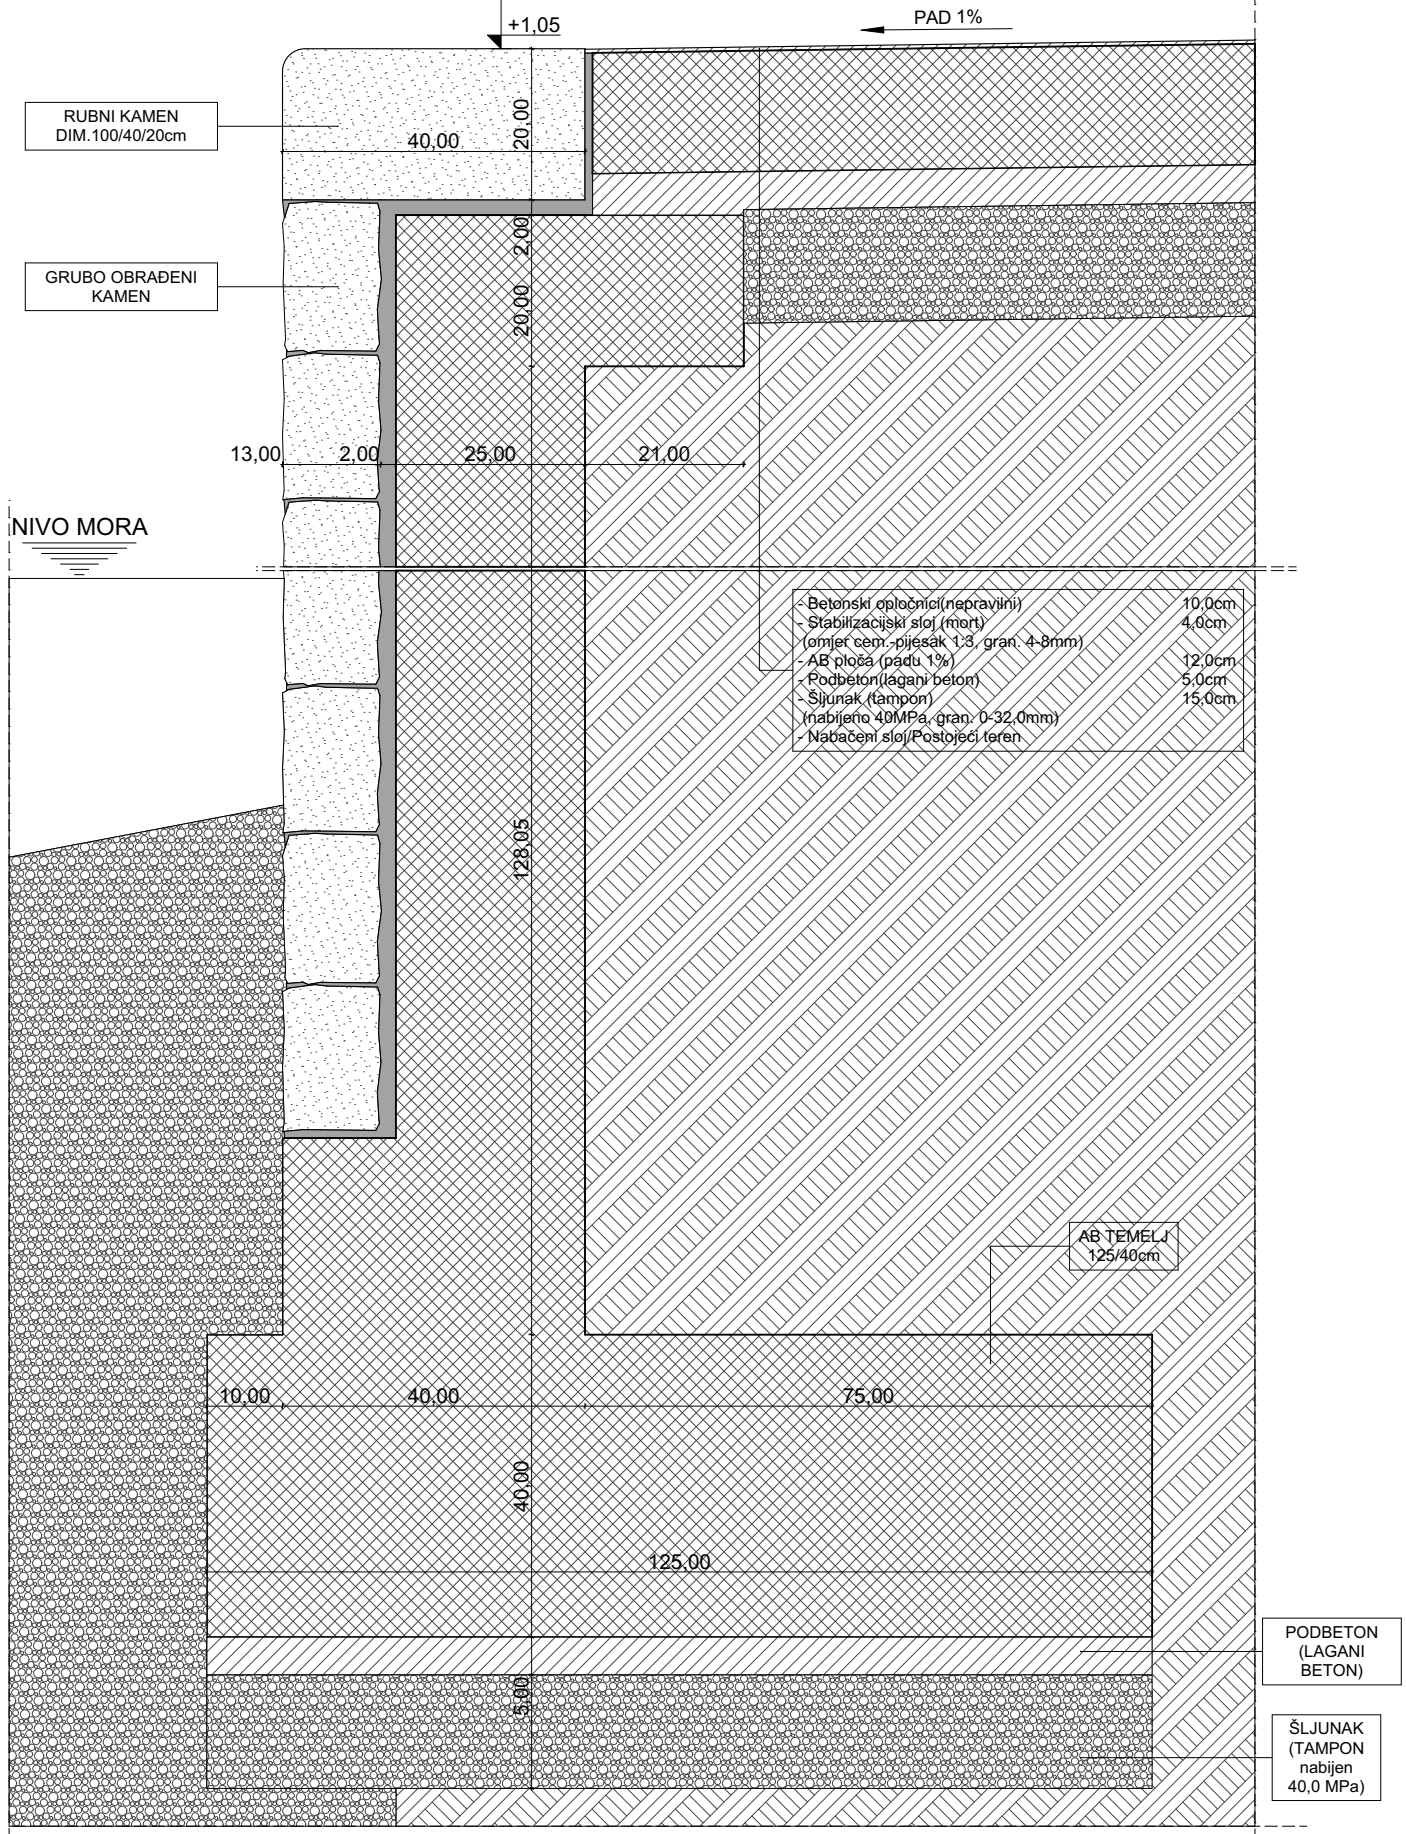 PAD 1%
+1,05
RUBNI KAMEN
DIM.100/40/20cm
20,00
40,00
GRUBO OBRAĐENI
KAMEN
2,00
20,00
13,00
2,00
25,00
21,00
NIVO MORA
- Betonski opločnici(nepravilni) 10,0cm
- Stabilizacijski sloj (mort) 4,0cm
(omjer cem.-pijesak 1:3, gran. 4-8mm)
- AB ploča (padu 1%) 12,0cm
- Podbeton(lagani beton) 5,0cm
- Šljunak (tampon) 15,0cm
(nabijeno 40MPa, gran. 0-32,0mm)
- Nabačeni sloj/Postojeći teren
128,05
AB TEMELJ
125/40cm
10,00
40,00
75,00
40,00
125,00
PODBETON
(LAGANI
BETON)
5,00
ŠLJUNAK
(TAMPON
nabijen
40,0 MPa)